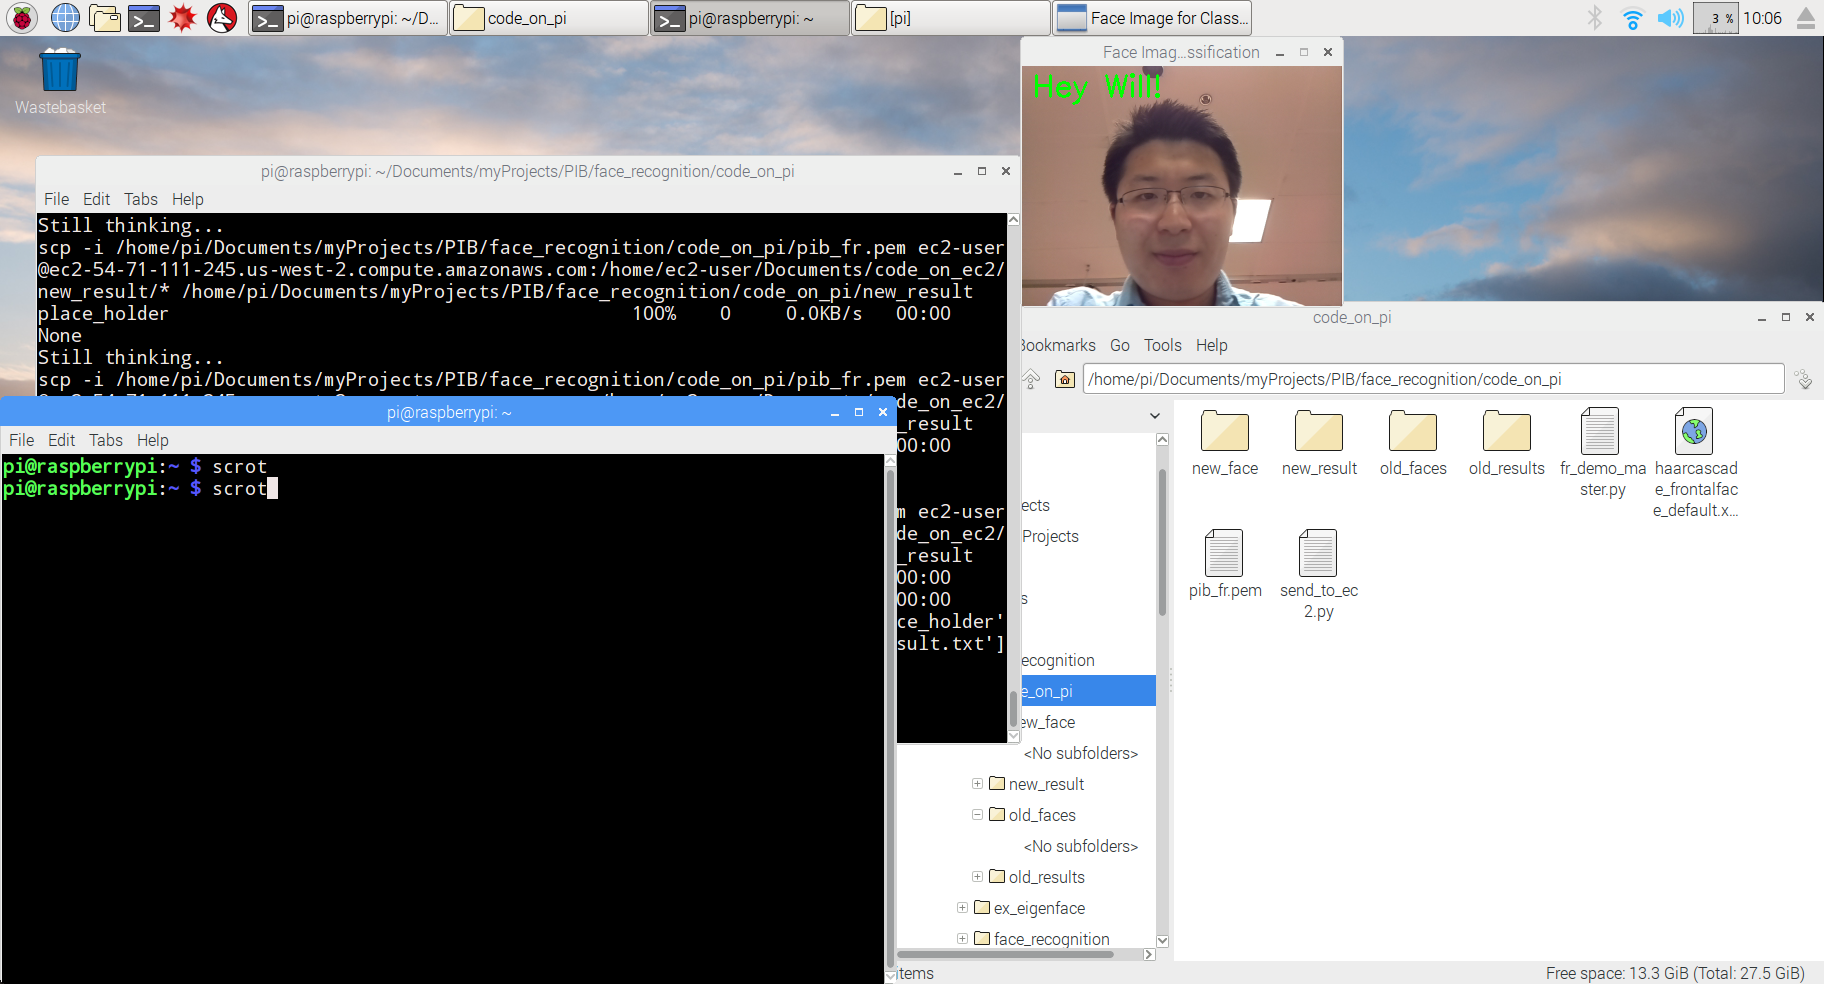 pi@raspberrypi: ~/D...
code_on_pi
pi@raspberrypi: ~
[pi]
Face Image for Class...
3 %
10:06
Wastebasket
Face Imag...ssification
Hey Will!
pi@raspberrypi: ~/Documents/myProjects/PIB/face_recognition/code_on_pi
File Edit Tabs Help
Still thinking...
scp -i /home/pi/Documents/myProjects/PIB/face_recognition/code_on_pi/pib_fr.pem ec2-user
@ec2-54-71-111-245.us-west-2.compute.amazonaws.com:/home/ec2-user/Documents/code_on_ec2/
new_result/* /home/pi/Documents/myProjects/PIB/face_recognition/code_on_pi/new_result
place_holder 100% 0 0.0KB/s 00:00
None
Still thinking...
scp -i /home/pi/Documents/myProjects/PIB/face_recognition/code_on_pi/pib_fr.pem ec2-user
de_on_ec2/
_result
00:00
m ec2-user
de_on_ec2/
_result
00:00
00:00
ce_holder'
sult.txt']
pi@raspberrypi: ~
File Edit Tabs Help
pi@raspberrypi:~ $ scrot
pi@raspberrypi:~ $ scrot
code_on_pi
Bookmarks Go Tools Help
/home/pi/Documents/myProjects/PIB/face_recognition/code_on_pi
ects
Projects
s
ecognition
e_on_pi
ew_face
<No subfolders>
new_result
old_faces
<No subfolders>
old_results
ex_eigenface
face_recognition
new_face
new_result
old_faces
old_results
fr_demo_ma
ster.py
haarcascad
e_frontalfac
e_default.x...
pib_fr.pem
send_to_ec
2.py
items
Free space: 13.3 GiB (Total: 27.5 GiB)